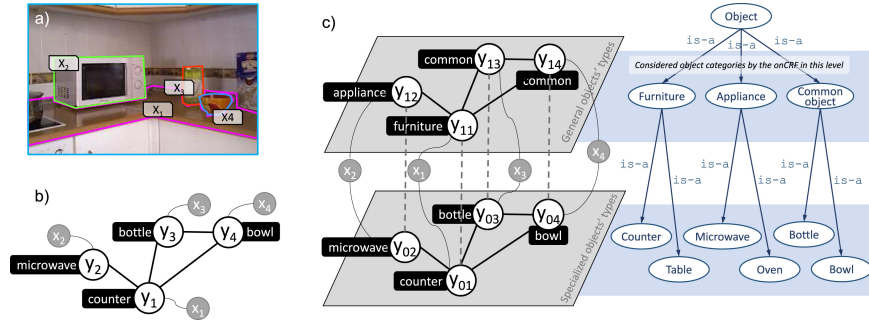 a)
X2
X3
X1
X4
b)
x3
x4
x2
bottle y3
y4 bowl
microwave y2
counter y1
x1
c)
common y13
y14
common
appliance y12
furniture y11
General objects' types
x2
x1
x3
x4
bottle y03
y04
bowl
microwave y02
counter y01
Specialized objects' types
Object
is-a
is-a
is-a
Considered object categories by the onCRF in this level
Furniture
Appliance
Common
object
is-a
is-a
is-a
is-a
is-a
is-a
Counter
Microwave
Bottle
Table
Oven
Bowl